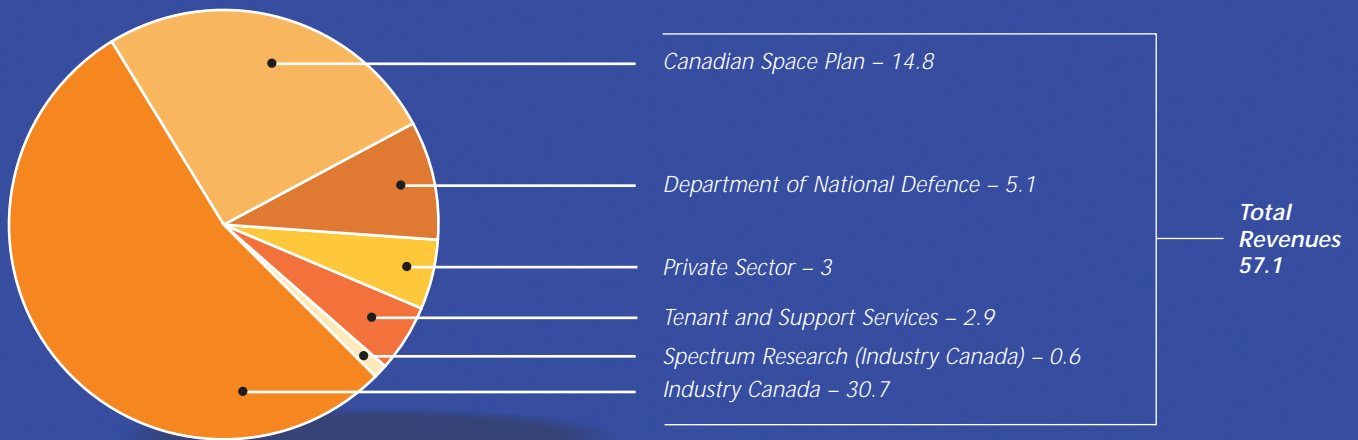 Canadian Space Plan – 14.8
Department of National Defence – 5.1
Private Sector – 3
Tenant and Support Services – 2.9
Spectrum Research (Industry Canada) – 0.6
Industry Canada – 30.7
Total
Revenues
57.1